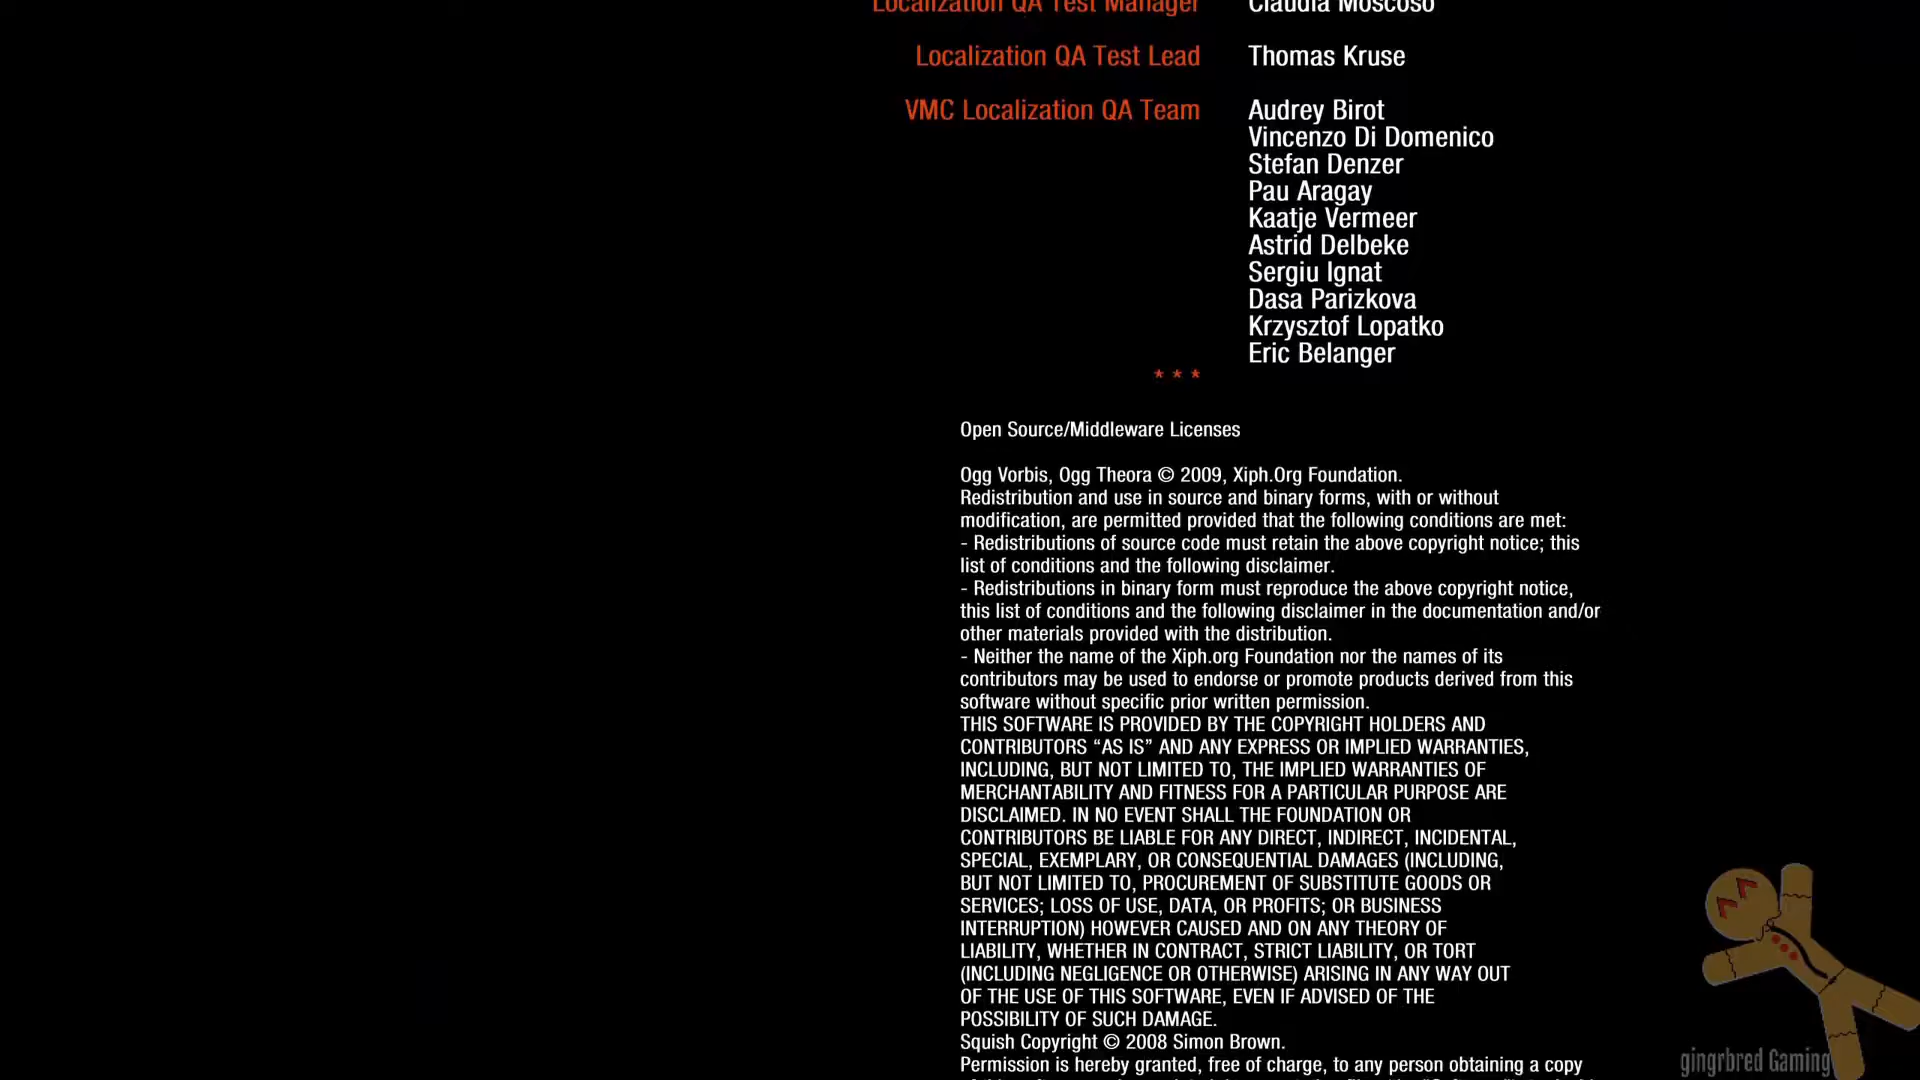 Localization QA Test Manager Claudia Moscoso
Localization QA Test Lead Thomas Kruse
VMC Localization QA Team Audrey Birot
Vincenzo Di Domenico
Stefan Denzer
Pau Aragay
Kaatje Vermeer
Astrid Delbeke
Sergiu Ignat
Dasa Parizkova
Krzysztof Lopatko
Eric Belanger
* * *
Open Source/Middleware Licenses
Ogg Vorbis, Ogg Theora © 2009, Xiph.Org Foundation.
Redistribution and use in source and binary forms, with or without
modification, are permitted provided that the following conditions are met:
- Redistributions of source code must retain the above copyright notice; this
list of conditions and the following disclaimer.
- Redistributions in binary form must reproduce the above copyright notice,
this list of conditions and the following disclaimer in the documentation and/or
other materials provided with the distribution.
- Neither the name of the Xiph.org Foundation nor the names of its
contributors may be used to endorse or promote products derived from this
software without specific prior written permission.
THIS SOFTWARE IS PROVIDED BY THE COPYRIGHT HOLDERS AND
CONTRIBUTORS “AS IS” AND ANY EXPRESS OR IMPLIED WARRANTIES,
INCLUDING, BUT NOT LIMITED TO, THE IMPLIED WARRANTIES OF
MERCHANTABILITY AND FITNESS FOR A PARTICULAR PURPOSE ARE
DISCLAIMED. IN NO EVENT SHALL THE FOUNDATION OR
CONTRIBUTORS BE LIABLE FOR ANY DIRECT, INDIRECT, INCIDENTAL,
SPECIAL, EXEMPLARY, OR CONSEQUENTIAL DAMAGES (INCLUDING,
BUT NOT LIMITED TO, PROCUREMENT OF SUBSTITUTE GOODS OR
SERVICES; LOSS OF USE, DATA, OR PROFITS; OR BUSINESS
INTERRUPTION) HOWEVER CAUSED AND ON ANY THEORY OF
LIABILITY, WHETHER IN CONTRACT, STRICT LIABILITY, OR TORT
(INCLUDING NEGLIGENCE OR OTHERWISE) ARISING IN ANY WAY OUT
OF THE USE OF THIS SOFTWARE, EVEN IF ADVISED OF THE
POSSIBILITY OF SUCH DAMAGE.
Squish Copyright © 2008 Simon Brown.
Permission is hereby granted, free of charge, to any person obtaining a copy
gingrbred Gaming